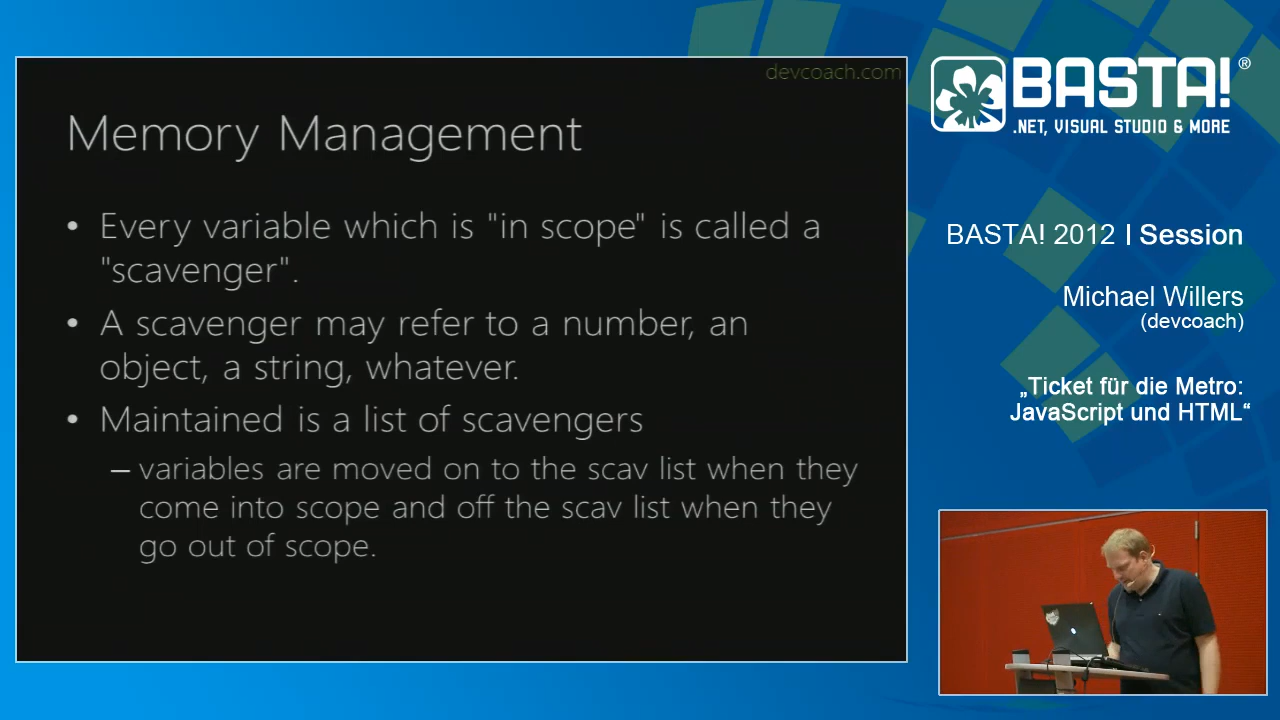 devcoach.com
Memory Management
• Every variable which is "in scope" is called a
"scavenger".
• A scavenger may refer to a number, an
object, a string, whatever.
• Maintained is a list of scavengers
– variables are moved on to the scav list when they
come into scope and off the scav list when they
go out of scope.
BASTA!®
.NET, VISUAL STUDIO & MORE
BASTA! 2012 I Session
Michael Willers
(devcoach)
„Ticket für die Metro:
JavaScript und HTML“